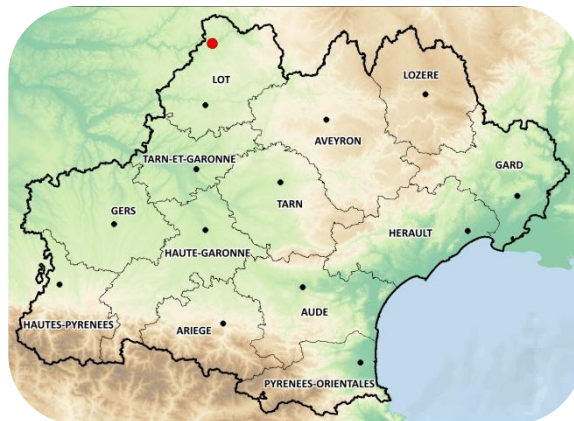 LOT
LOZERE
AVEYRON
TARN-ET-GARONNE
GARD
TARN
GERS
HERAULT
HAUTE-GARONNE
AUDE
HAUTES-PYRENEES
ARIEGE
PYRENEES-ORIENTALES